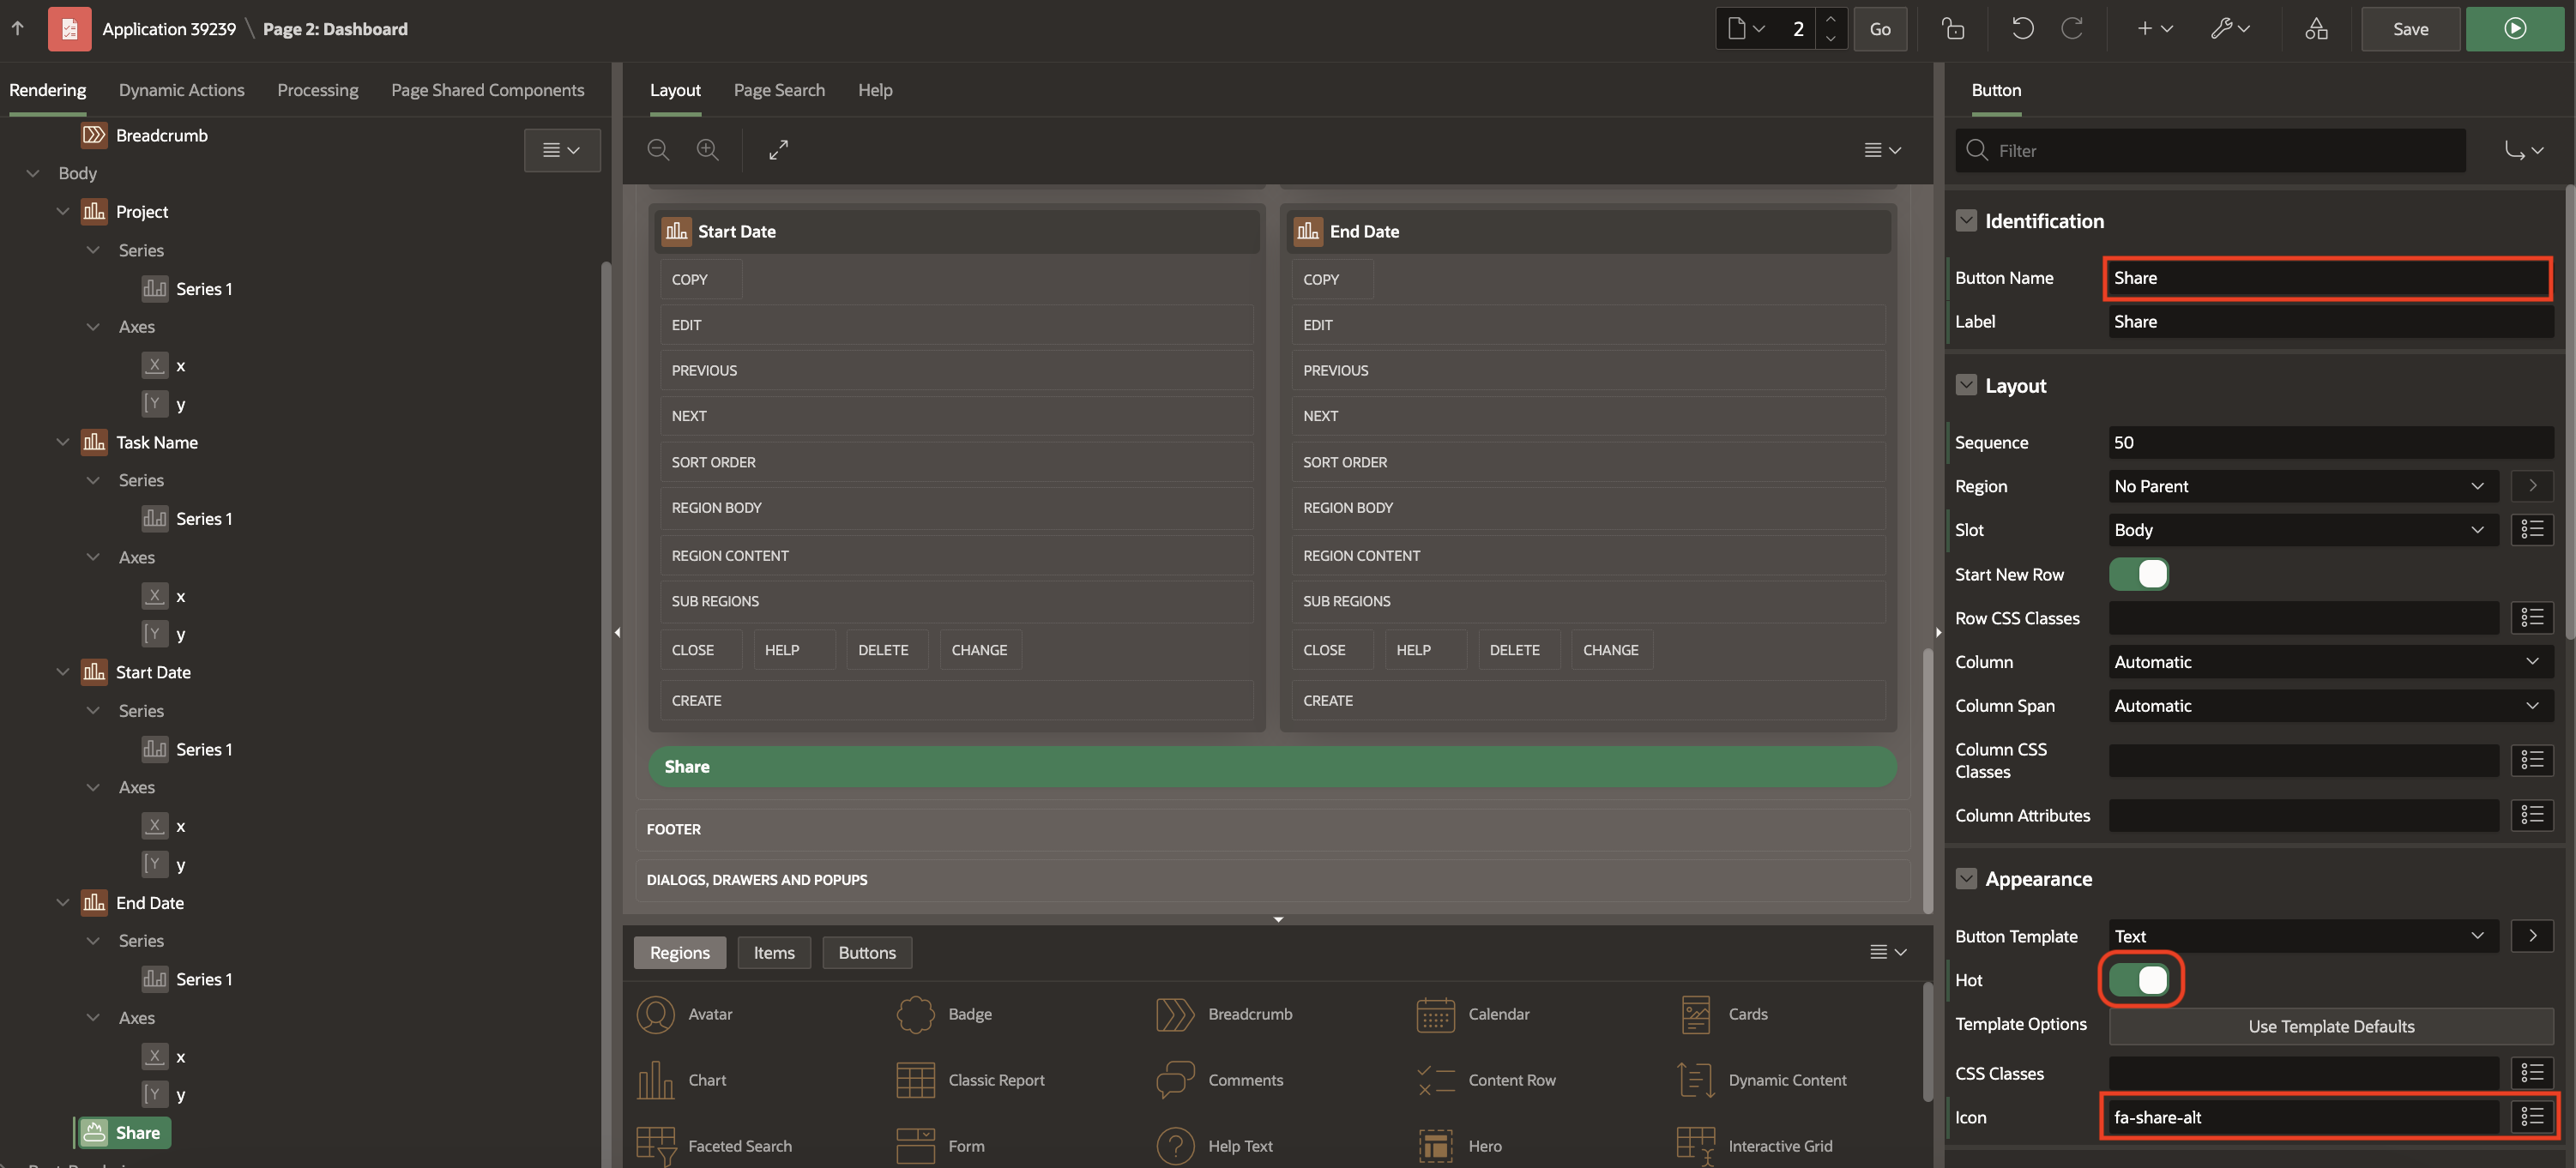 Application 39239 \ Page 2: Dashboard
2
Go
Save
Rendering
Dynamic Actions
Processing
Page Shared Components
Breadcrumb
Body
Project
Series
Series 1
Axes
x
y
Task Name
Series
Series 1
Axes
x
y
Start Date
Series
Series 1
Axes
x
y
End Date
Series
Series 1
Axes
x
y
Share
Layout
Page Search
Help
Start Date
COPY
EDIT
PREVIOUS
NEXT
SORT ORDER
REGION BODY
REGION CONTENT
SUB REGIONS
CLOSE HELP DELETE CHANGE
CREATE
End Date
COPY
EDIT
PREVIOUS
NEXT
SORT ORDER
REGION BODY
REGION CONTENT
SUB REGIONS
CLOSE HELP DELETE CHANGE
CREATE
Share
FOOTER
DIALOGS, DRAWERS AND POPUPS
Regions Items Buttons
Avatar Badge Breadcrumb Calendar Cards
Chart Classic Report Comments Content Row Dynamic Content
Faceted Search Form Help Text Hero Interactive Grid
Button
Filter
Identification
Button Name Share
Label Share
Layout
Sequence 50
Region No Parent
Slot Body
Start New Row
Row CSS Classes
Column Automatic
Column Span Automatic
Column CSS
Classes
Column Attributes
Appearance
Button Template Text
Hot
Template Options Use Template Defaults
CSS Classes
Icon fa-share-alt